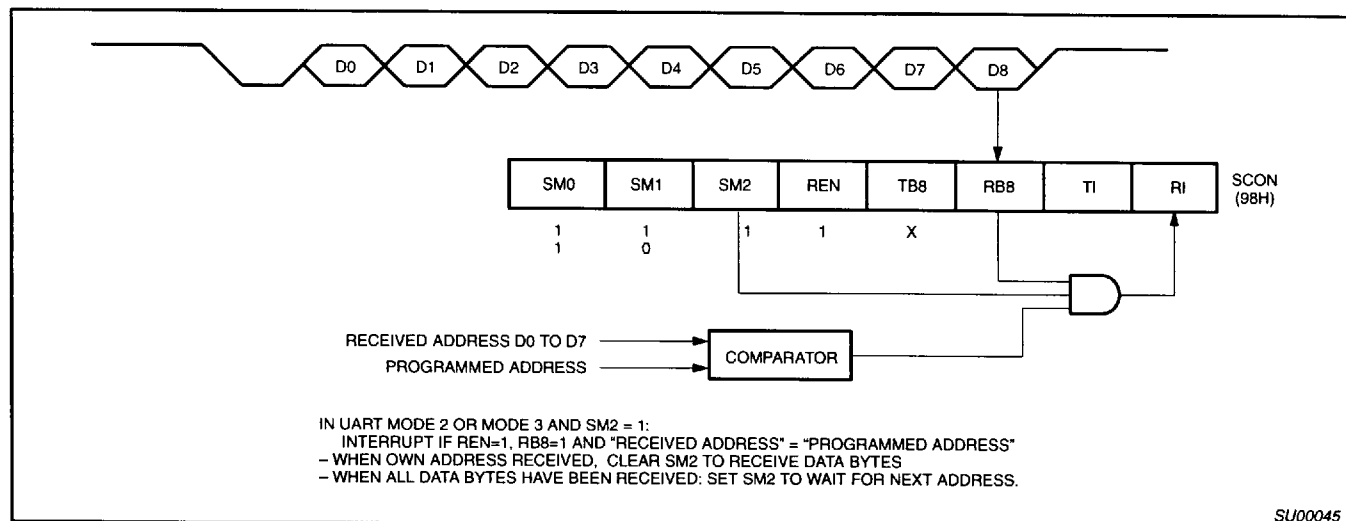 D0 D1 D2 D3 D4 D5 D6 D7 D8
SM0 SM1 SM2 REN TB8 RB8 TI RI
SCON
(98H)
1 1 1 1 X
1 0
RECEIVED ADDRESS D0 TO D7
PROGRAMMED ADDRESS
COMPARATOR
IN UART MODE 2 OR MODE 3 AND SM2 = 1:
INTERRUPT IF REN=1, RB8=1 AND "RECEIVED ADDRESS" = "PROGRAMMED ADDRESS"
– WHEN OWN ADDRESS RECEIVED, CLEAR SM2 TO RECEIVE DATA BYTES
– WHEN ALL DATA BYTES HAVE BEEN RECEIVED: SET SM2 TO WAIT FOR NEXT ADDRESS.
SU00045